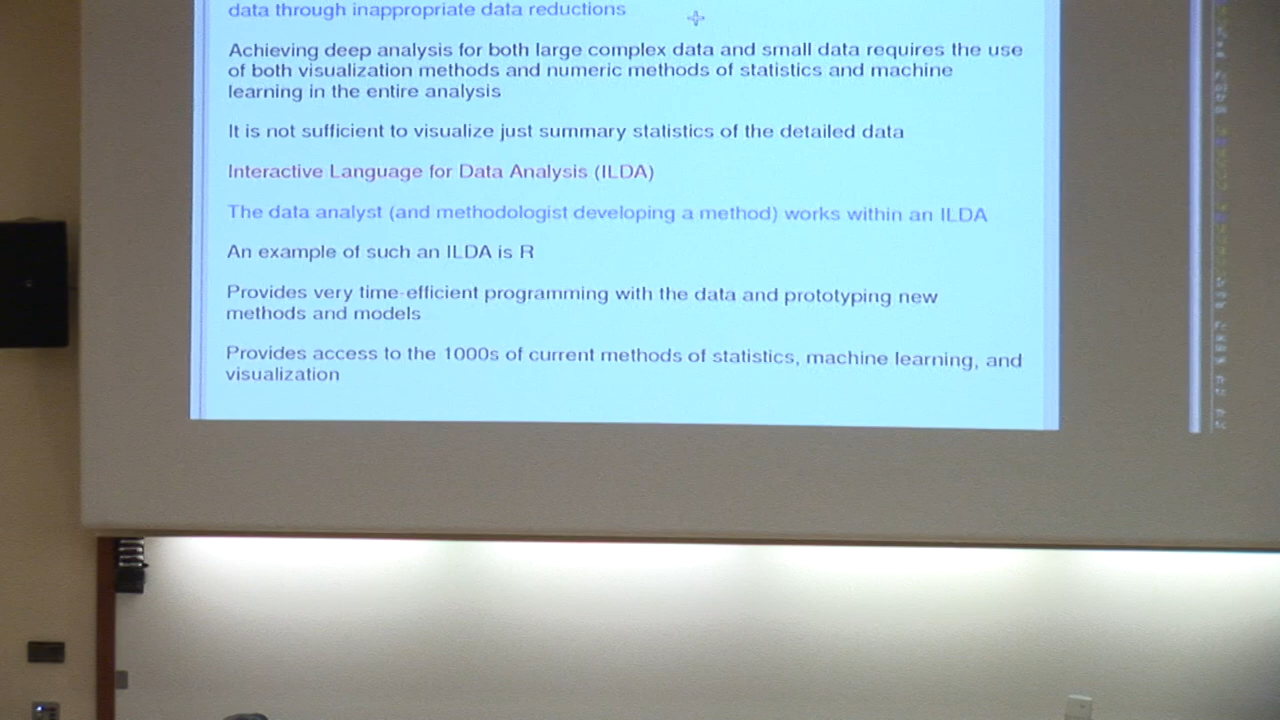 data through inappropriate data reductions
Achieving deep analysis for both large complex data and small data requires the use
of both visualization methods and numeric methods of statistics and machine
learning in the entire analysis
It is not sufficient to visualize just summary statistics of the detailed data
Interactive Language for Data Analysis (ILDA)
The data analyst (and methodologist developing a method) works within an ILDA
An example of such an ILDA is R
Provides very time-efficient programming with the data and prototyping new
methods and models
Provides access to the 1000s of current methods of statistics, machine learning, and
visualization